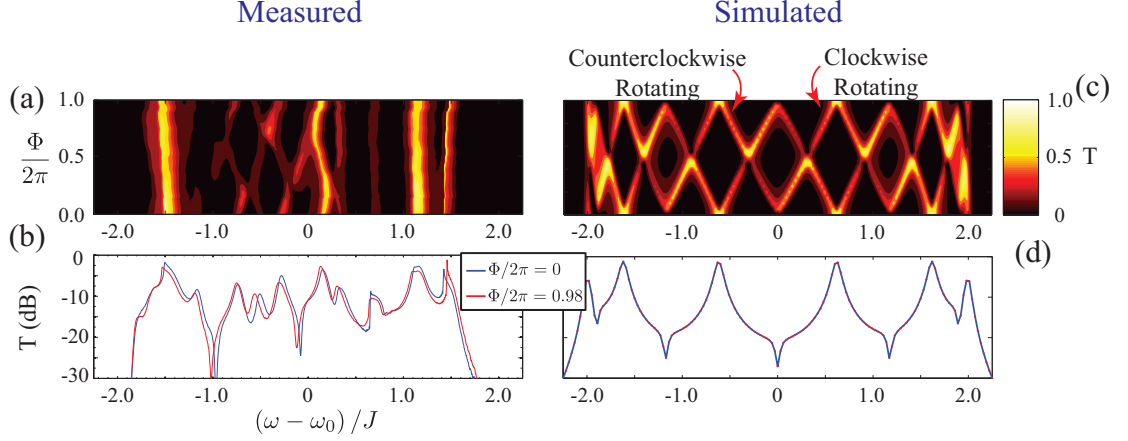 Measured
Simulated
Counterclockwise
Rotating
Clockwise
Rotating
(a)
1.0
Φ/2π
0.5
0.0
-2.0 -1.0 0 1.0 2.0
(c)
-2.0 -1.0 0 1.0 2.0
1.0
0.5
0
T
(b)
T (dB)
0
-10
-20
-30
-2.0 -1.0 0 1.0 2.0
(ω − ω₀) /J
Φ/2π = 0
Φ/2π = 0.98
(d)
-2.0 -1.0 0 1.0 2.0